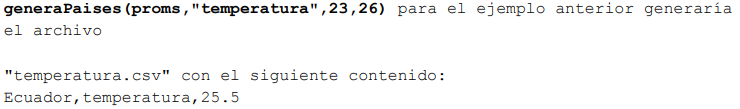 generaPaises(proms,"temperatura",23,26) para el ejemplo anterior generaría
el archivo
"temperatura.csv" con el siguiente contenido:
Ecuador,temperatura,25.5